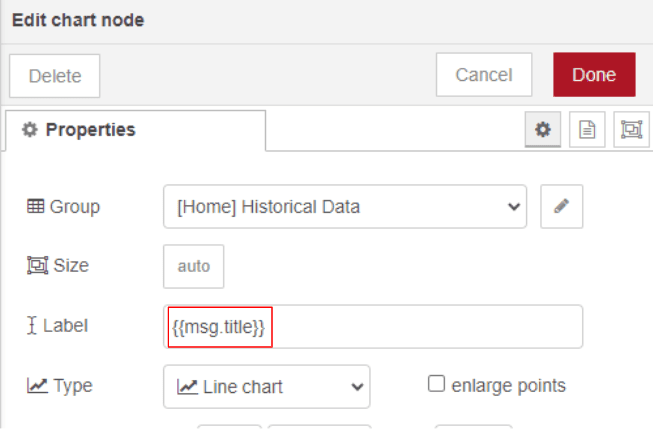 Edit chart node
Delete
Cancel
Done
Properties
Group
[Home] Historical Data
Size
auto
Label
{{msg.title}}
Type
Line chart
enlarge points